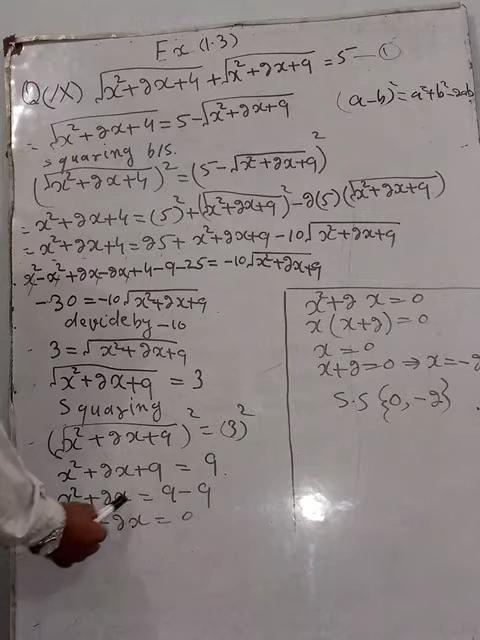 Ex (1.3)
Q(ix) √x²+2x+4 + √x²+2x+9 = 5 — ①
= √x²+2x+4 = 5 - √x²+2x+9
(a-b)² = a²+b²-2ab
squaring b/s.
(√x²+2x+4)² = (5-√x²+2x+9)²
= x²+2x+4 = (5)²+(√x²+2x+9)²-2(5)(√x²+2x+9)
= x²+2x+4 = 25+ x²+2x+9 -10√x²+2x+9
x²-x²+2x-2x+4-9-25 = -10√x²+2x+9
-30 = -10√x²+2x+9
devide by -10
3 = √x²+2x+9
√x²+2x+9 = 3
Squaring
(√x²+2x+9)² = (3)²
x²+2x+9 = 9.
x²+2x = 9-9
2x = 0
x²+2x = 0
x(x+2) = 0
x = 0
x+2 = 0 ⇒ x = -2
S.S {0, -2}